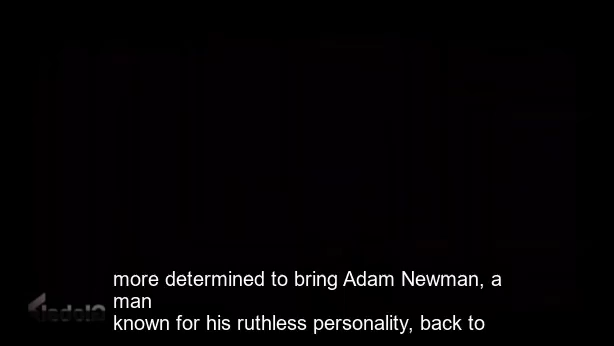 more determined to bring Adam Newman, a
man
known for his ruthless personality, back to